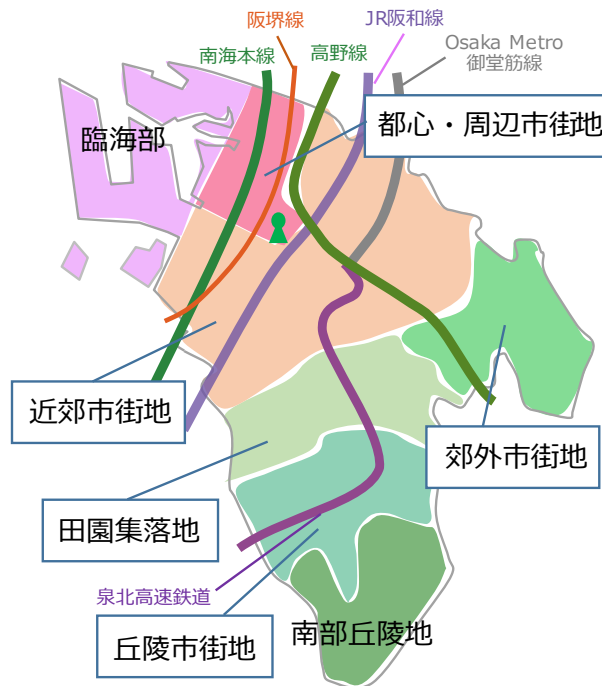 阪堺線
JR阪和線
南海本線
高野線
Osaka Metro
御堂筋線
臨海部
都心・周辺市街地
近郊市街地
郊外市街地
田園集落地
泉北高速鉄道
丘陵市街地
南部丘陵地